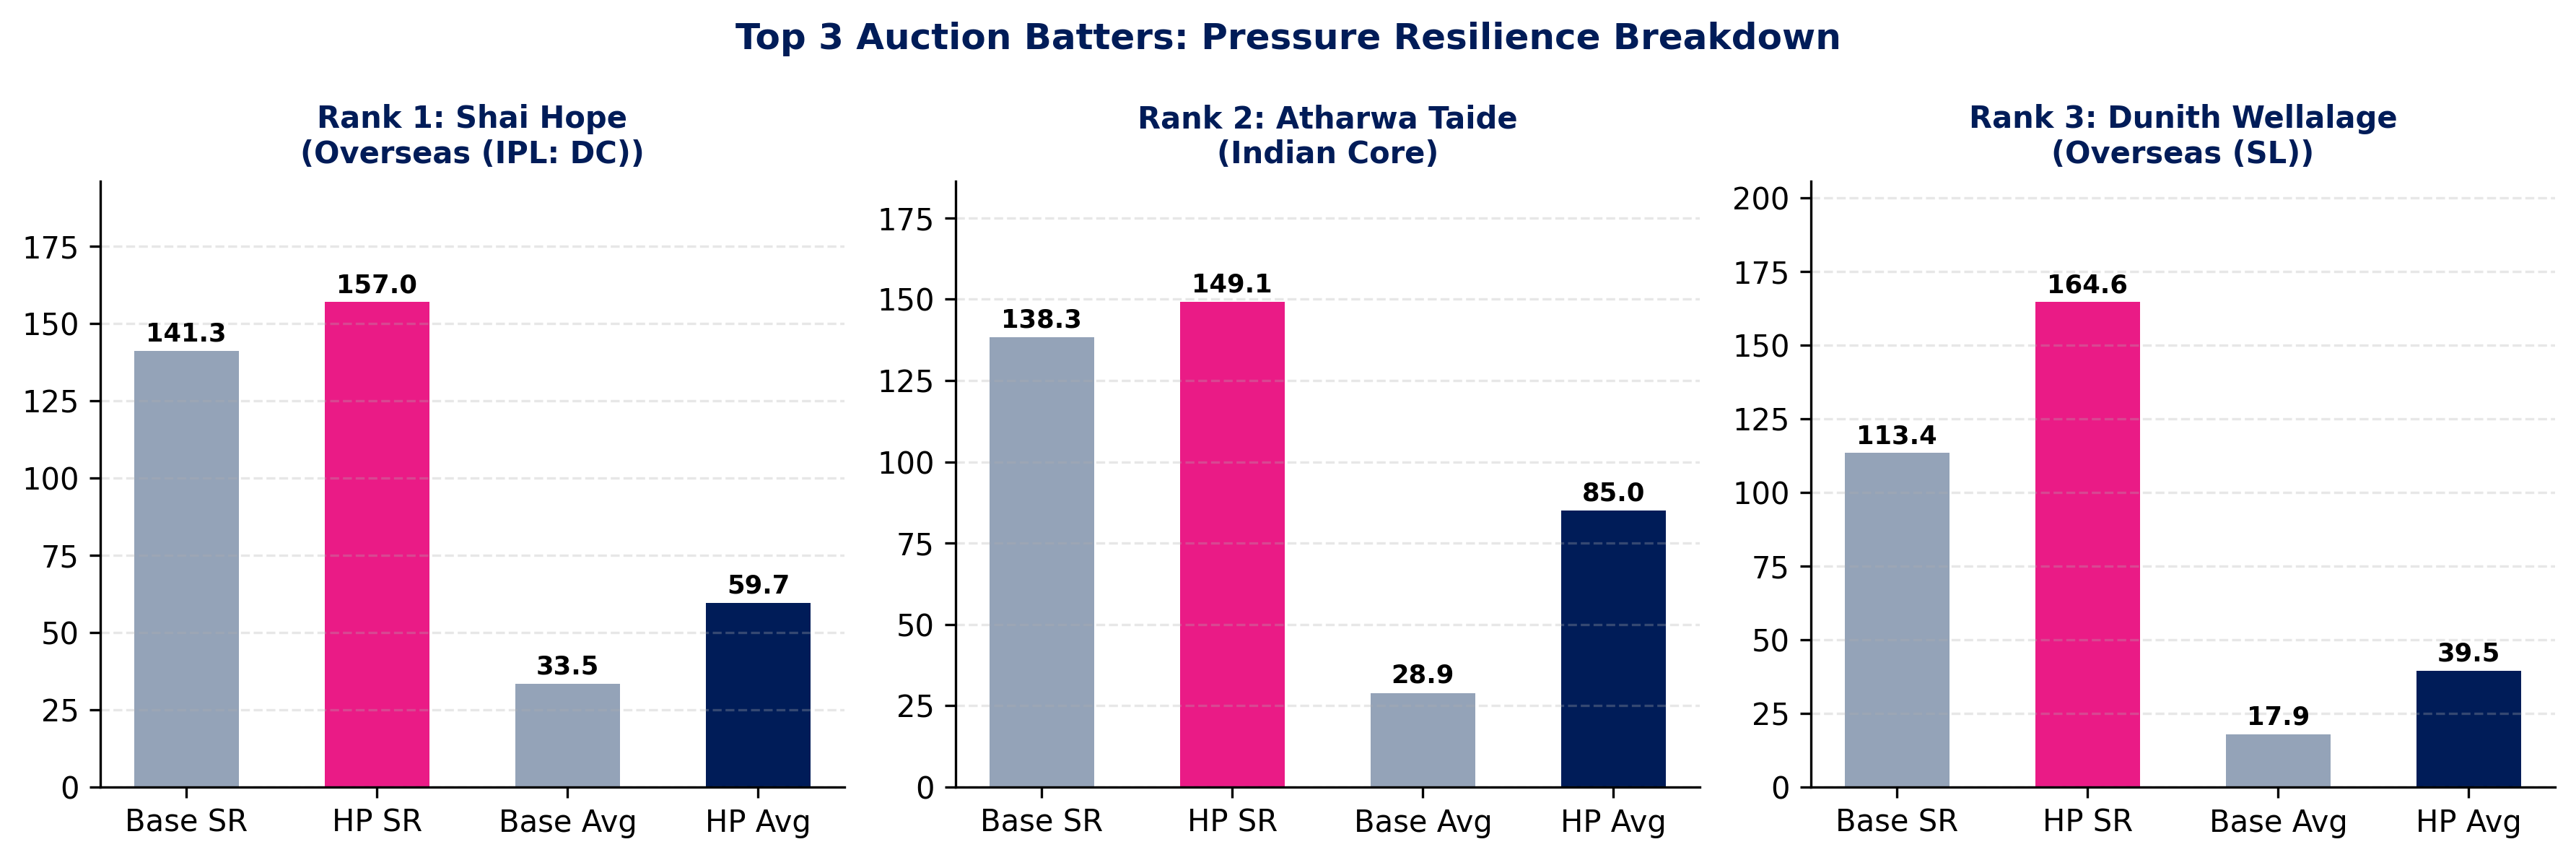 Top 3 Auction Batters: Pressure Resilience Breakdown
Rank 1: Shai Hope
(Overseas (IPL: DC))
175
150
125
100
75
50
25
0
141.3
157.0
33.5
59.7
Base SR
HP SR
Base Avg
HP Avg
Rank 2: Atharwa Taide
(Indian Core)
175
150
125
100
75
50
25
0
138.3
149.1
28.9
85.0
Base SR
HP SR
Base Avg
HP Avg
Rank 3: Dunith Wellalage
(Overseas (SL))
200
175
150
125
100
75
50
25
0
113.4
164.6
17.9
39.5
Base SR
HP SR
Base Avg
HP Avg